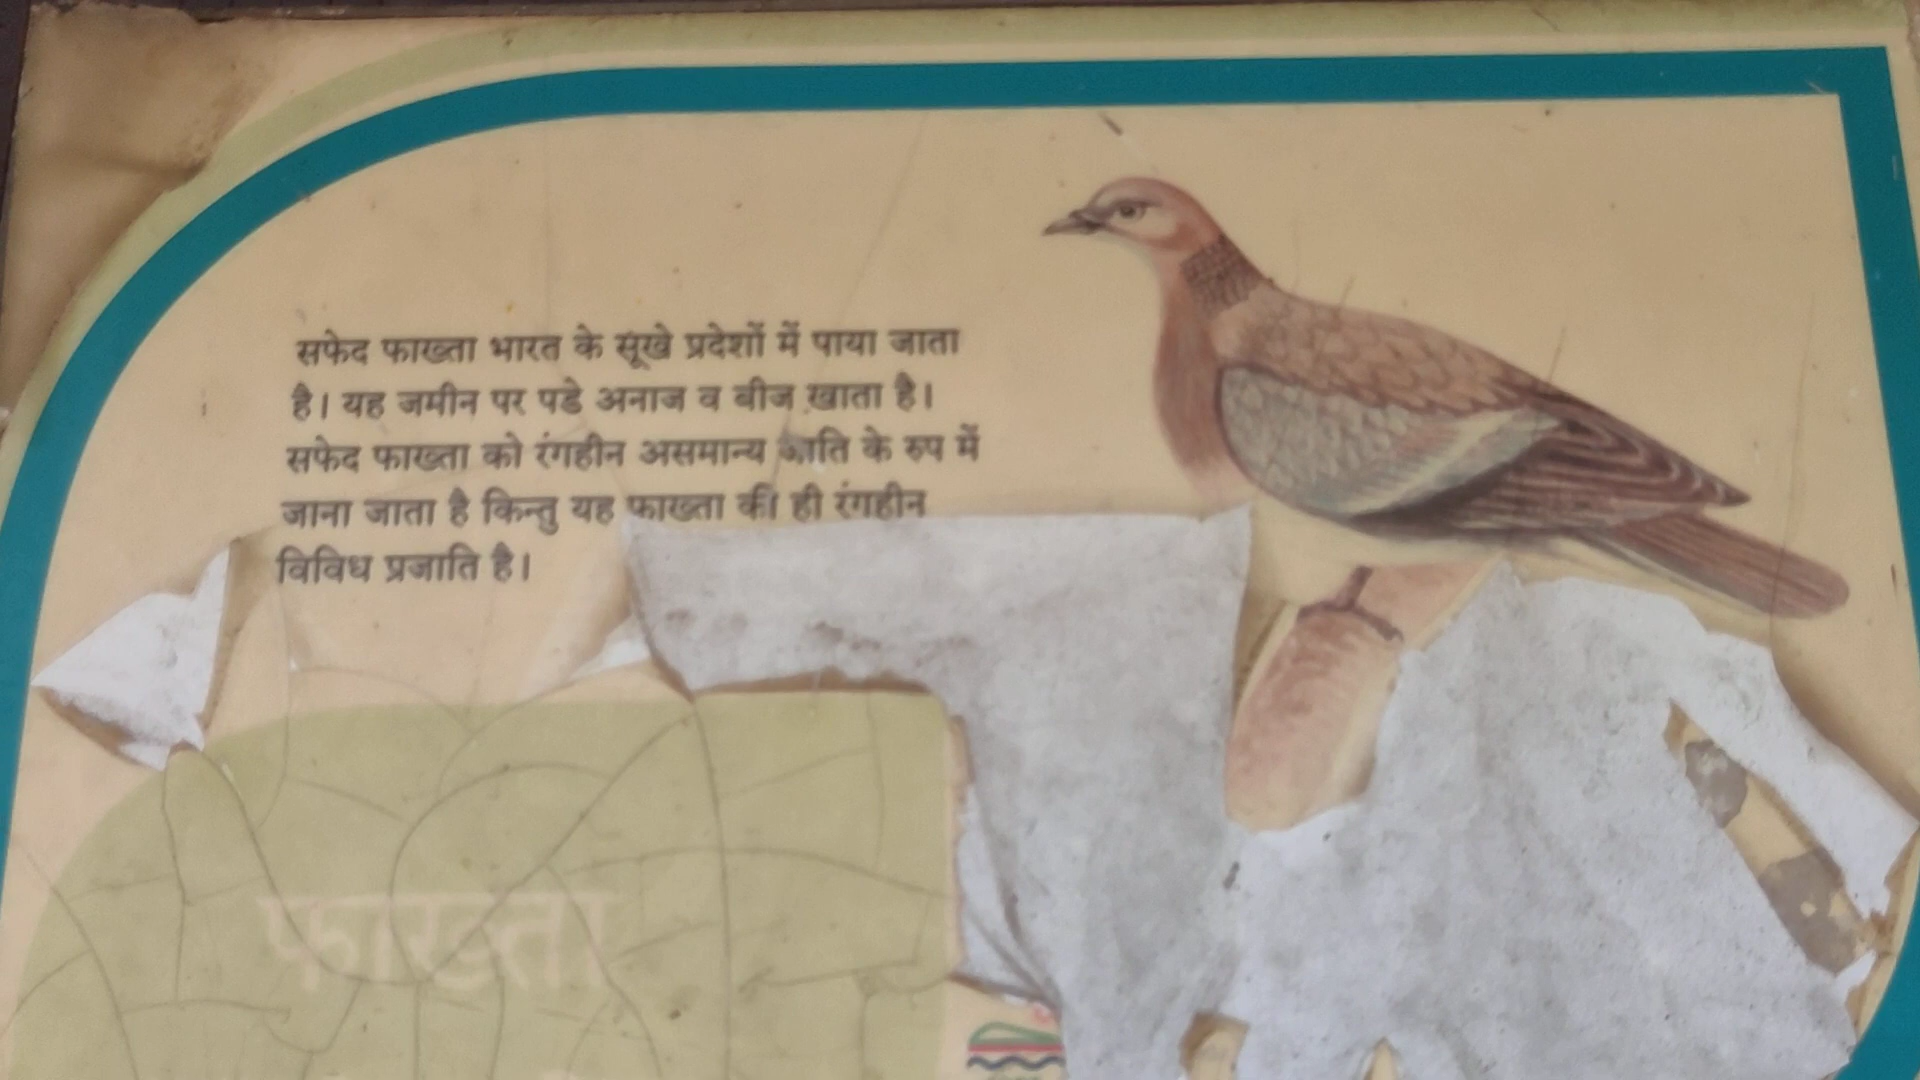 सफेद फाख्ता भारत के सूखे प्रदेशों में पाया जाता
है। यह जमीन पर पडे अनाज व बीज खाता है।
सफेद फाख्ता को रंगहीन असमान्य जाति के रुप में
जाना जाता है किन्तु यह फाख्ता की ही रंगहीन
विविध प्रजाति है।
फाख्ता